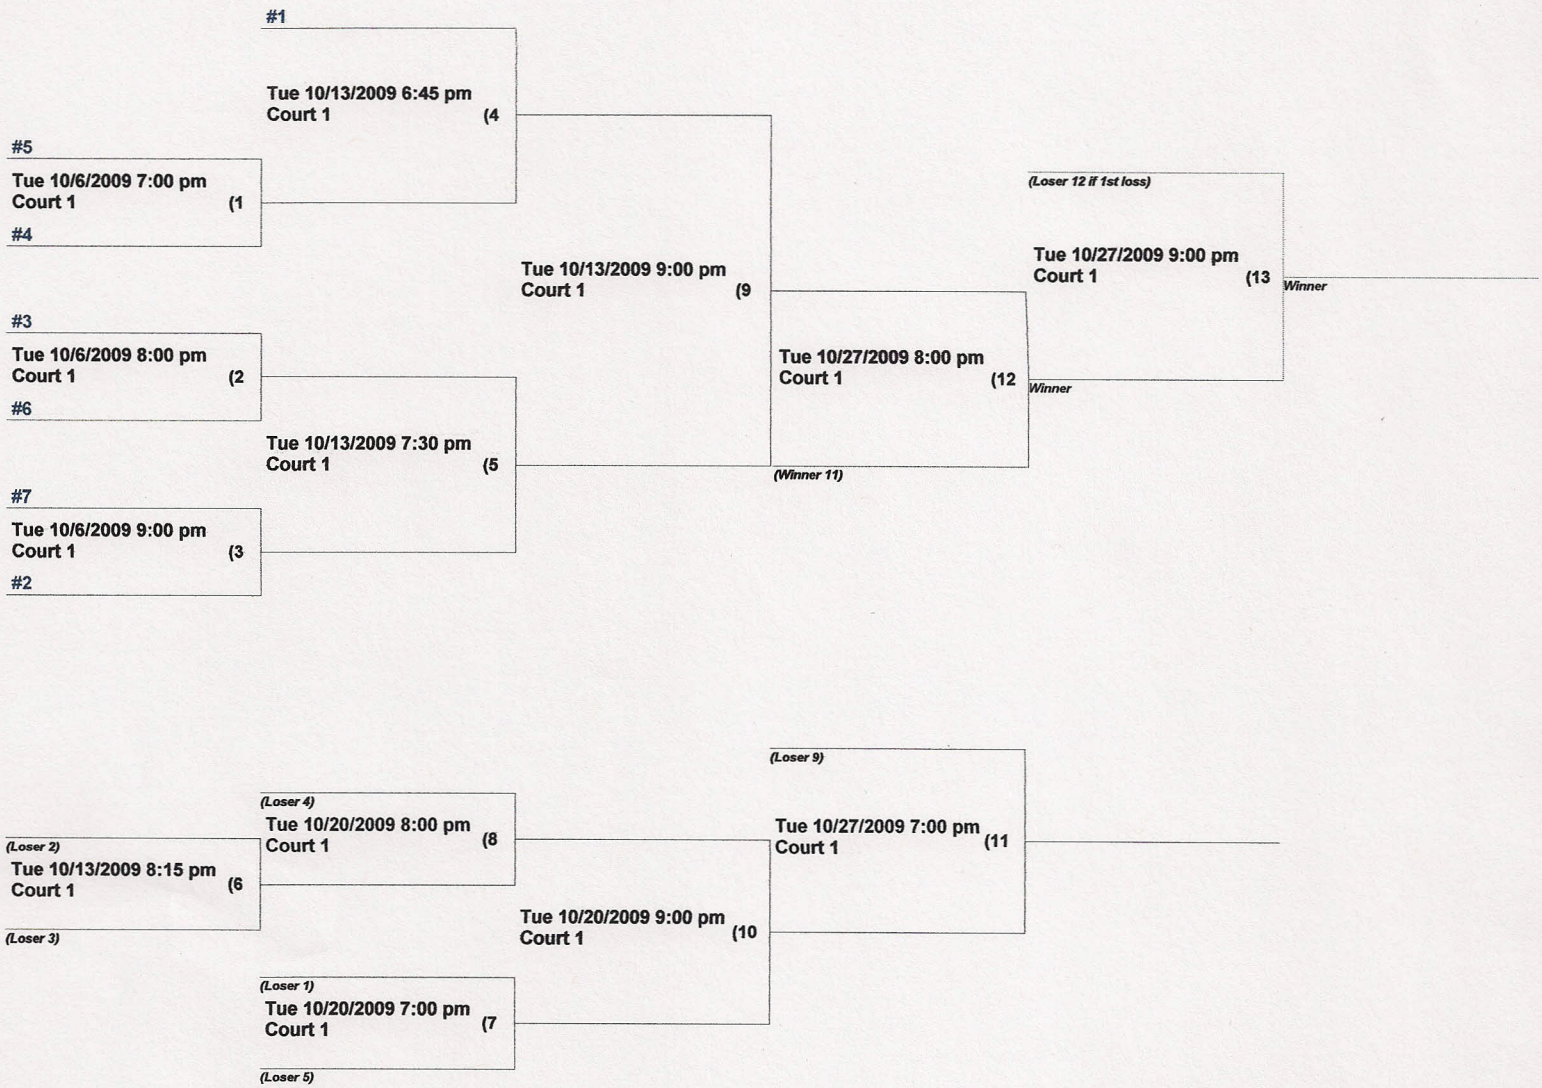 #1
Tue 10/13/2009 6:45 pm
Court 1 (4
#5
Tue 10/6/2009 7:00 pm
Court 1 (1
#4
(Loser 12 if 1st loss)
Tue 10/27/2009 9:00 pm
Court 1 (13
Winner
Tue 10/13/2009 9:00 pm
Court 1 (9
#3
Tue 10/6/2009 8:00 pm
Court 1 (2
#6
Tue 10/27/2009 8:00 pm
Court 1 (12
Winner
Tue 10/13/2009 7:30 pm
Court 1 (5
(Winner 11)
#7
Tue 10/6/2009 9:00 pm
Court 1 (3
#2
(Loser 9)
(Loser 4)
Tue 10/20/2009 8:00 pm
Court 1 (8
Tue 10/27/2009 7:00 pm
Court 1 (11
(Loser 2)
Tue 10/13/2009 8:15 pm
Court 1 (6
(Loser 3)
Tue 10/20/2009 9:00 pm
Court 1 (10
(Loser 1)
Tue 10/20/2009 7:00 pm
Court 1 (7
(Loser 5)